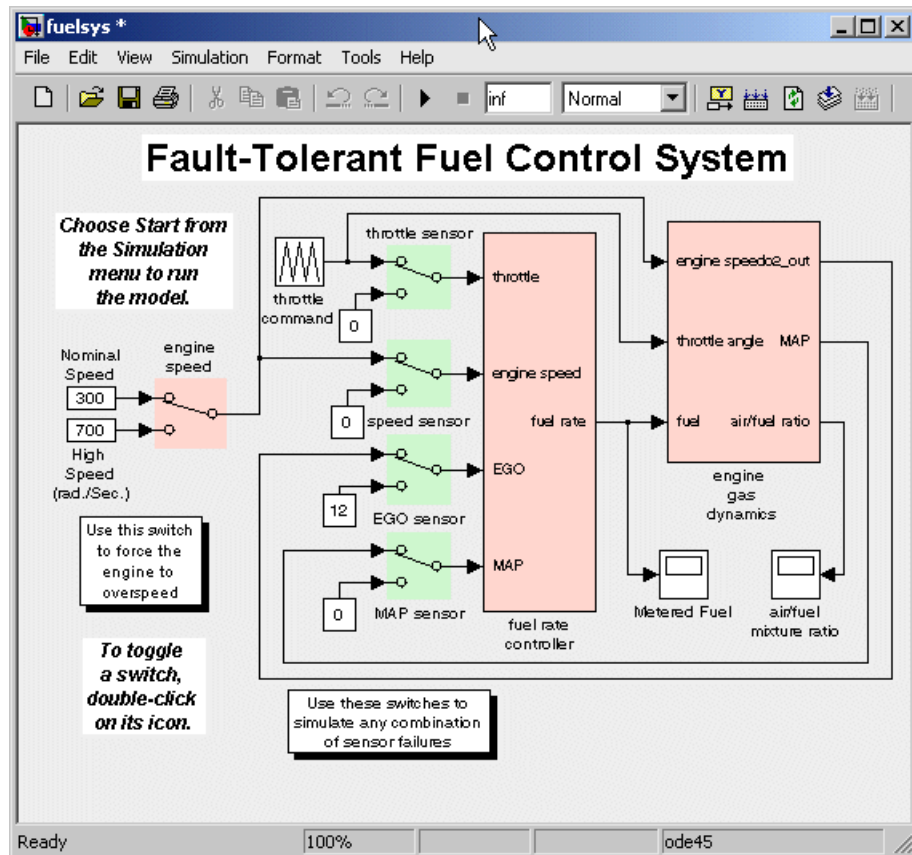 fuelsys *
File Edit View Simulation Format Tools Help
inf Normal
Fault-Tolerant Fuel Control System
Choose Start from
the Simulation
menu to run
the model.
throttle
command
throttle sensor
0
throttle
engine speed
o2_out
Nominal
Speed
300
700
High
Speed
(rad./Sec.)
engine
speed
0
speed sensor
engine speed
throttle angle
MAP
fuel rate
fuel
air/fuel ratio
12
EGO sensor
EGO
engine
gas
dynamics
Use this switch
to force the
engine to
overspeed
0
MAP sensor
MAP
fuel rate
controller
Metered Fuel
air/fuel
mixture ratio
To toggle
a switch,
double-click
on its icon.
Use these switches to
simulate any combination
of sensor failures
Ready 100% ode45